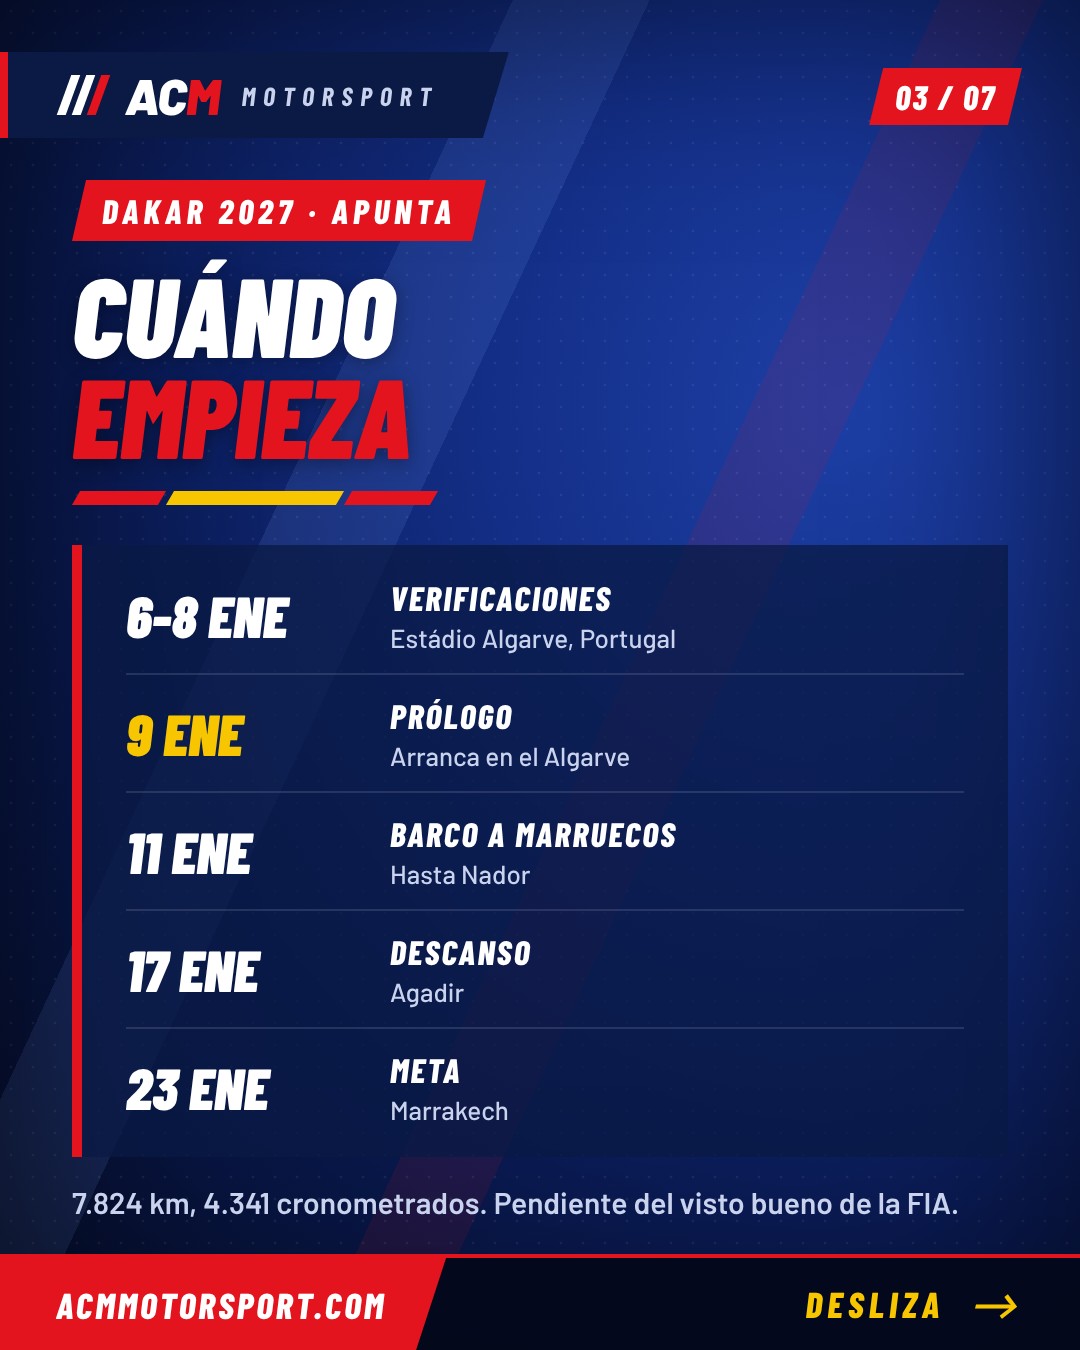 ACM MOTORSPORT
03 / 07
DAKAR 2027 · APUNTA
CUÁNDO
EMPIEZA
6-8 ENE
VERIFICACIONES
Estádio Algarve, Portugal
9 ENE
PRÓLOGO
Arranca en el Algarve
11 ENE
BARCO A MARRUECOS
Hasta Nador
17 ENE
DESCANSO
Agadir
23 ENE
META
Marrakech
7.824 km, 4.341 cronometrados. Pendiente del visto bueno de la FIA.
ACMMOTORSPORT.COM
DESLIZA →